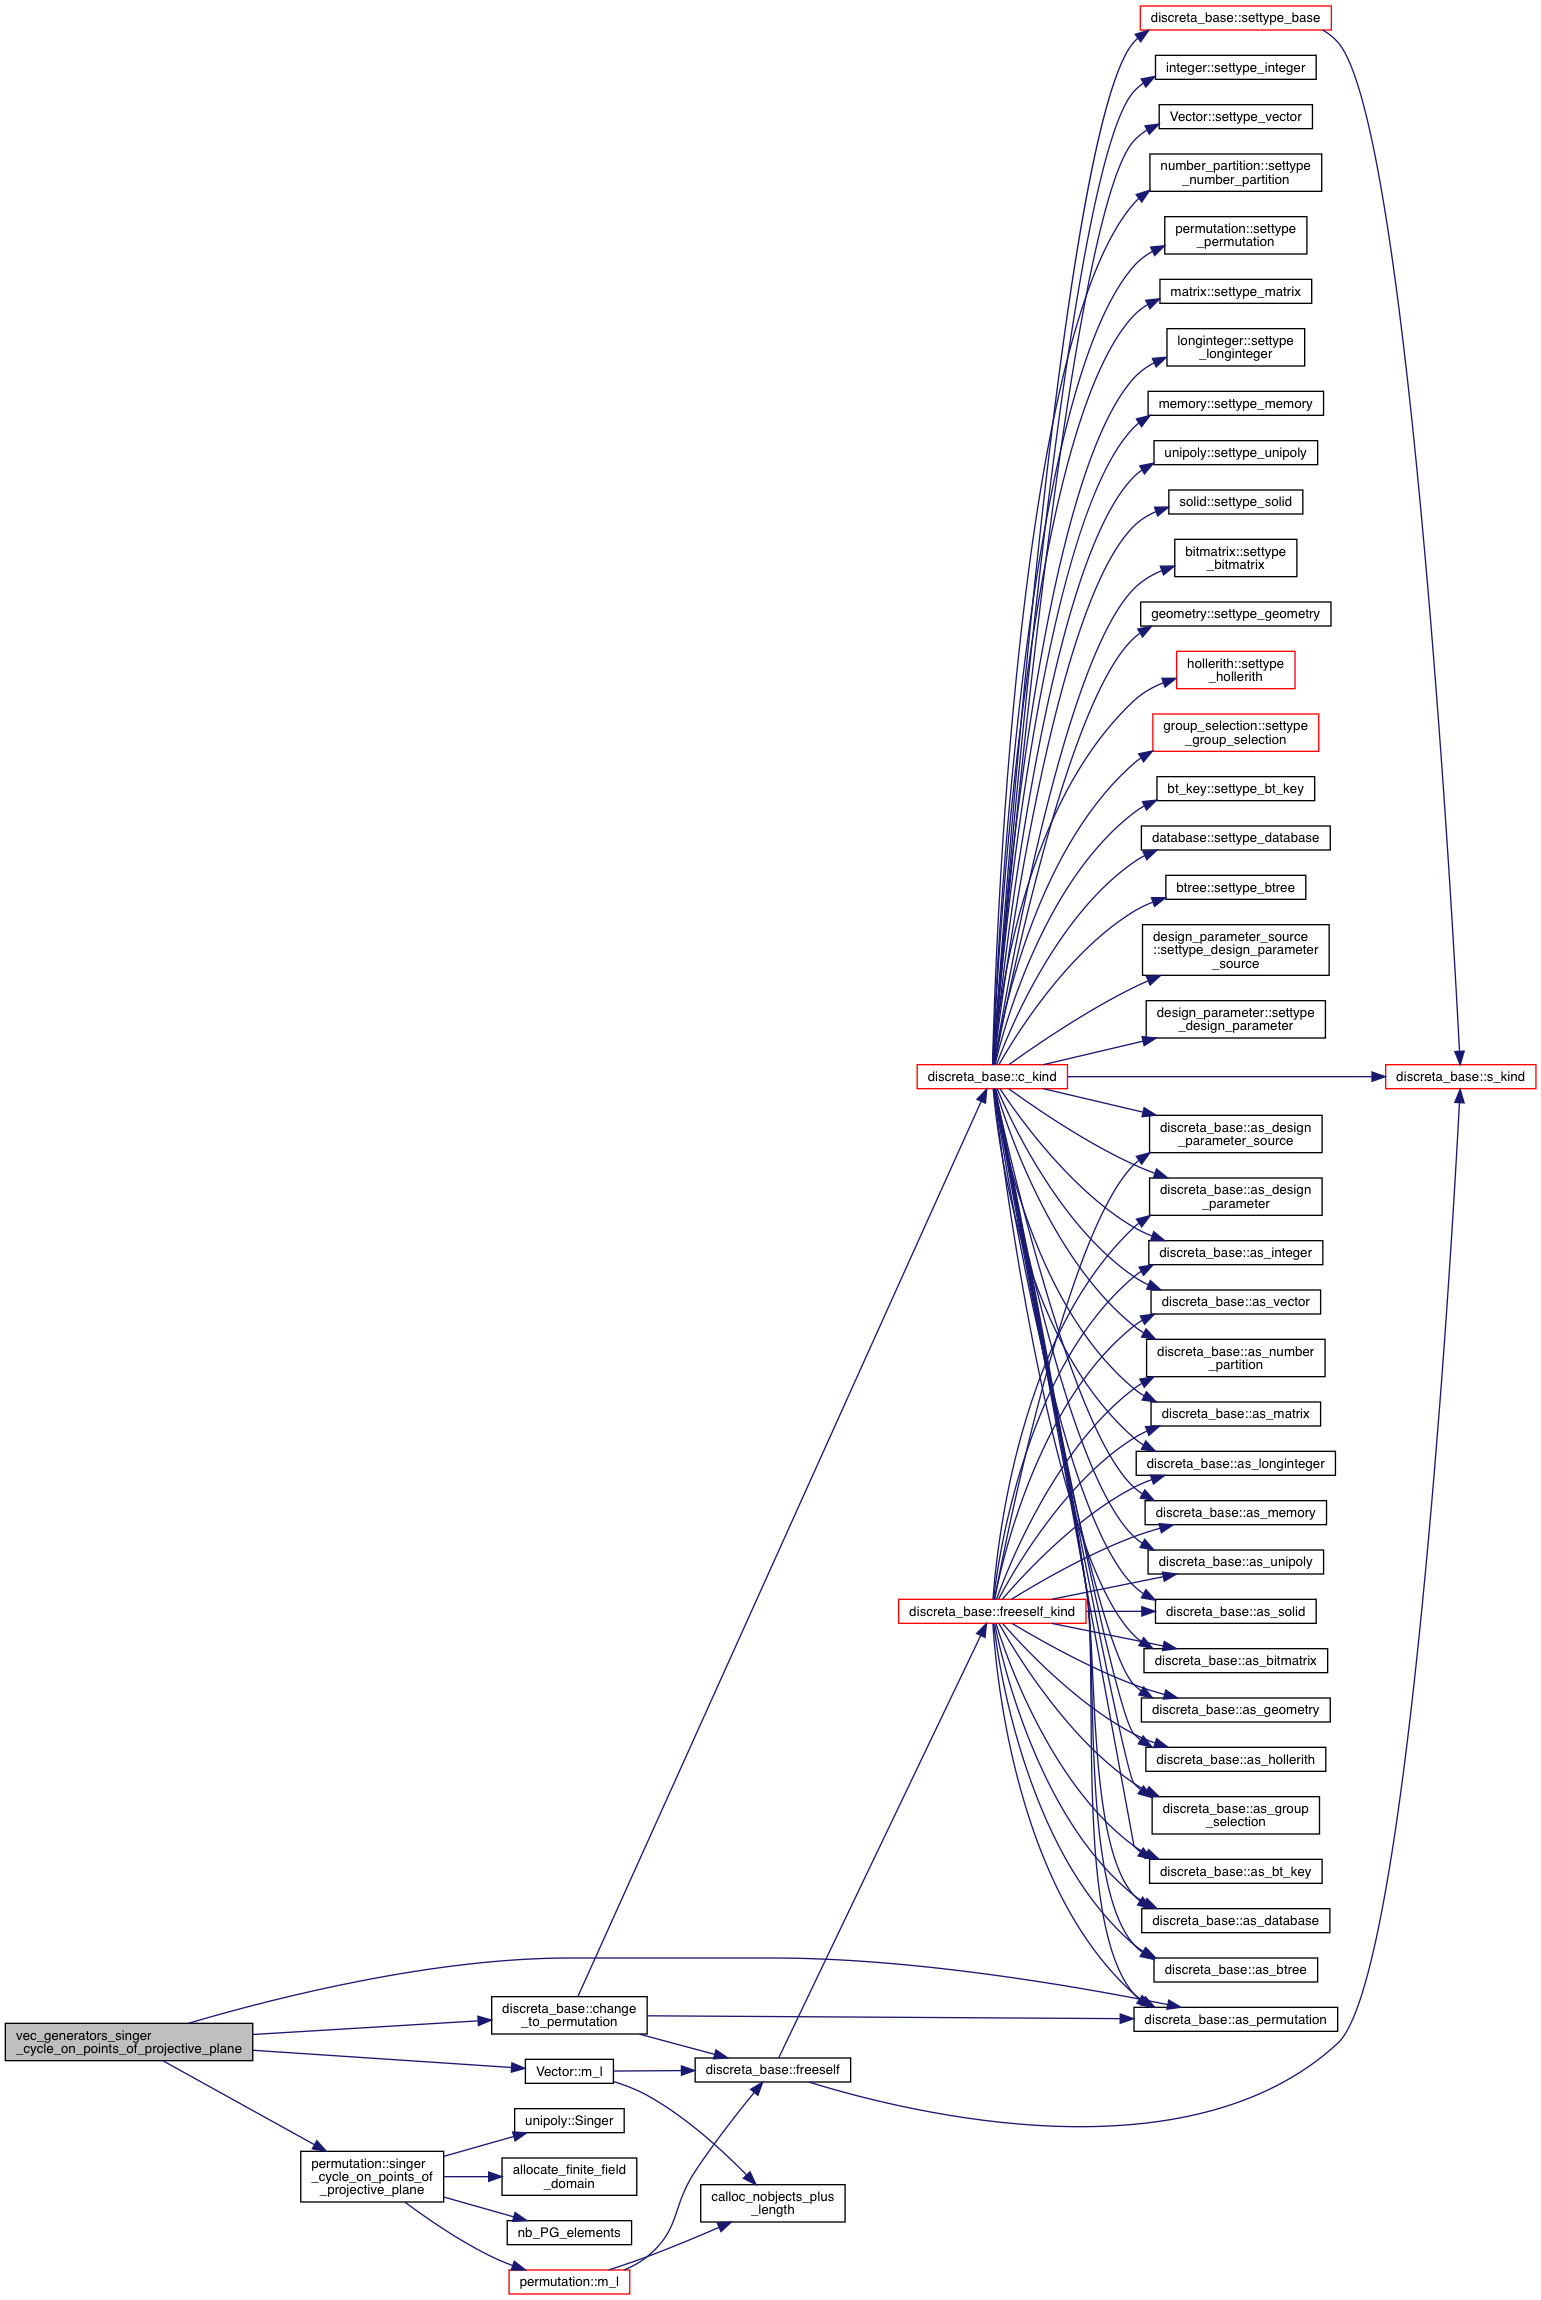 discreta_base::settype_base
integer::settype_integer
Vector::settype_vector
number_partition::settype
_number_partition
permutation::settype
_permutation
matrix::settype_matrix
longinteger::settype
_longinteger
memory::settype_memory
unipoly::settype_unipoly
solid::settype_solid
bitmatrix::settype
_bitmatrix
geometry::settype_geometry
hollerith::settype
_hollerith
group_selection::settype
_group_selection
bt_key::settype_bt_key
database::settype_database
btree::settype_btree
design_parameter_source
::settype_design_parameter
_source
design_parameter::settype
_design_parameter
discreta_base::c_kind
discreta_base::s_kind
discreta_base::as_design
_parameter_source
discreta_base::as_design
_parameter
discreta_base::as_integer
discreta_base::as_vector
discreta_base::as_number
_partition
discreta_base::as_matrix
discreta_base::as_longinteger
discreta_base::as_memory
discreta_base::as_unipoly
discreta_base::freeself_kind
discreta_base::as_solid
discreta_base::as_bitmatrix
discreta_base::as_geometry
discreta_base::as_hollerith
discreta_base::as_group
_selection
discreta_base::as_bt_key
discreta_base::as_database
discreta_base::as_btree
discreta_base::change
_to_permutation
discreta_base::as_permutation
vec_generators_singer
_cycle_on_points_of_projective_plane
Vector::m_l
discreta_base::freeself
unipoly::Singer
permutation::singer
_cycle_on_points_of
_projective_plane
allocate_finite_field
_domain
calloc_nobjects_plus
_length
nb_PG_elements
permutation::m_l